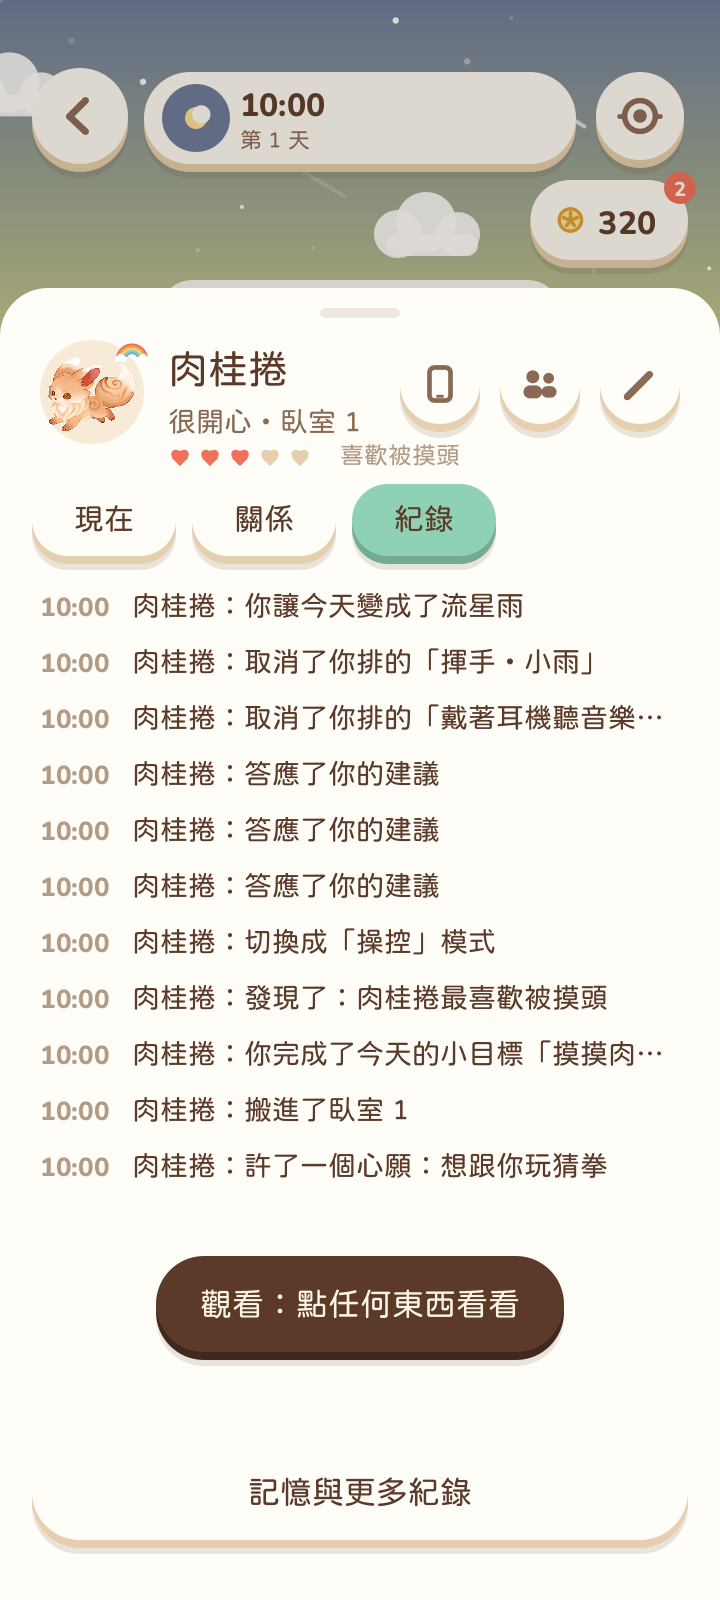 10:00
第 1 天
2
320
肉桂捲
很開心・臥室 1
喜歡被摸頭
現在
關係
紀錄
10:00 肉桂捲：你讓今天變成了流星雨
10:00 肉桂捲：取消了你排的「揮手・小雨」
10:00 肉桂捲：取消了你排的「戴著耳機聽音樂…
10:00 肉桂捲：答應了你的建議
10:00 肉桂捲：答應了你的建議
10:00 肉桂捲：答應了你的建議
10:00 肉桂捲：切換成「操控」模式
10:00 肉桂捲：發現了：肉桂捲最喜歡被摸頭
10:00 肉桂捲：你完成了今天的小目標「摸摸肉…
10:00 肉桂捲：搬進了臥室 1
10:00 肉桂捲：許了一個心願：想跟你玩猜拳
觀看：點任何東西看看
記憶與更多紀錄